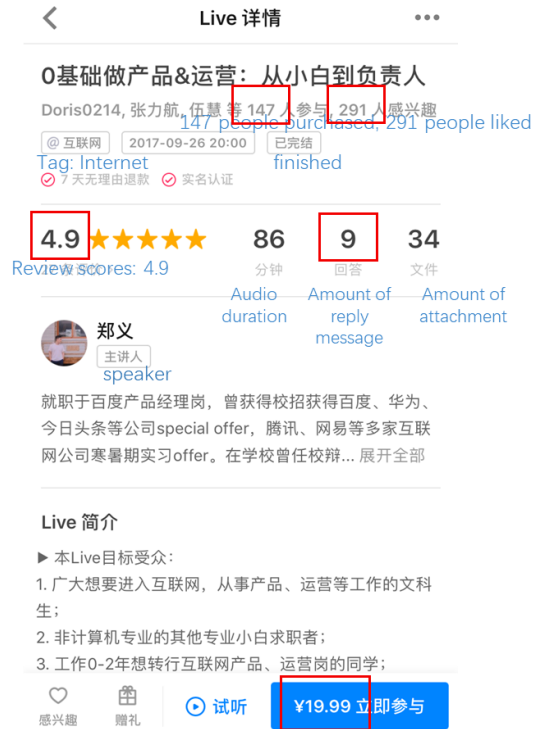 Live 详情
0基础做产品&运营：从小白到负责人
Doris0214, 张力航, 伍慧 等 147 人参与, 291 人感兴趣
147 people purchased, 291 people liked
@ 互联网 2017-09-26 20:00 已完结
Tag: Internet finished
7 天无理由退款 实名认证
4.9 86 9 34
Review scores: 4.9
分钟 回答 文件
Audio duration
Amount of reply message
Amount of attachment
郑义
主讲人
speaker
就职于百度产品经理岗，曾获得校招获得百度、华为、
今日头条等公司special offer，腾讯、网易等多家互联
网公司寒暑期实习offer。在学校曾任校辩... 展开全部
Live 简介
▶ 本Live目标受众：
1. 广大想要进入互联网，从事产品、运营等工作的文科
生；
2. 非计算机专业的其他专业小白求职者；
3. 工作0-2年想转行互联网产品、运营岗的同学；
感兴趣 赠礼 试听 ¥19.99 立即参与